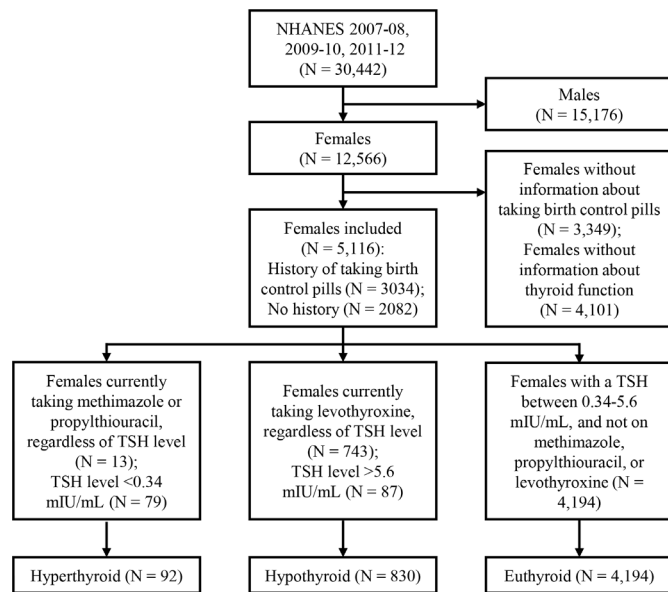 NHANES 2007-08,
2009-10, 2011-12
(N = 30,442)
Males
(N = 15,176)
Females
(N = 12,566)
Females without
information about
taking birth control pills
(N = 3,349);
Females without
information about
thyroid function
(N = 4,101)
Females included
(N = 5,116):
History of taking birth
control pills (N = 3034);
No history (N = 2082)
Females currently
taking methimazole or
propylthiouracil,
regardless of TSH level
(N = 13);
TSH level <0.34
mIU/mL (N = 79)
Females currently
taking levothyroxine,
regardless of TSH level
(N = 743);
TSH level >5.6
mIU/mL (N = 87)
Females with a TSH
between 0.34-5.6
mIU/mL, and not on
methimazole,
propylthiouracil, or
levothyroxine (N =
4,194)
Hyperthyroid (N = 92)
Hypothyroid (N = 830)
Euthyroid (N = 4,194)